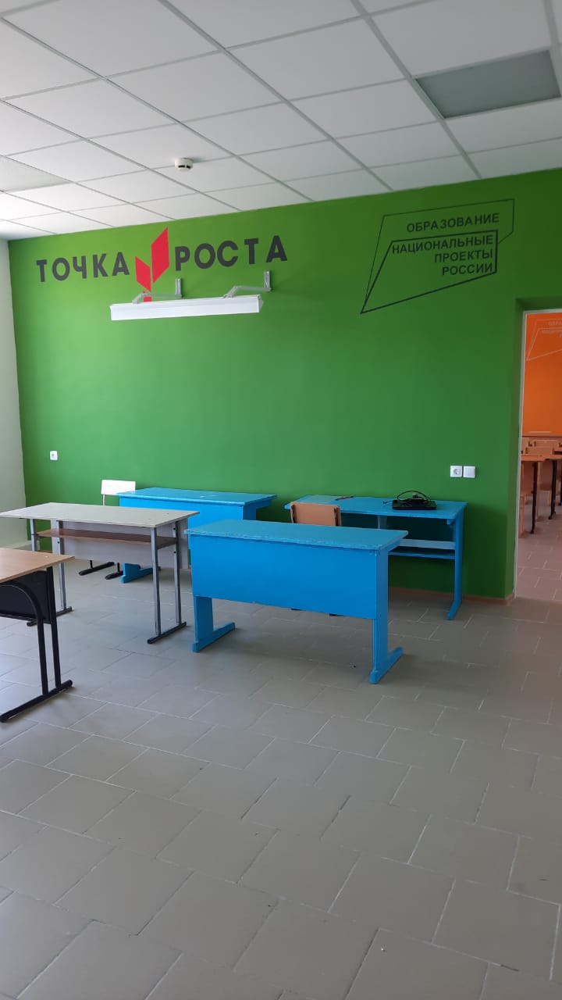 ТОЧКА РОСТА
ОБРАЗОВАНИЕ
НАЦИОНАЛЬНЫЕ
ПРОЕКТЫ
РОССИИ